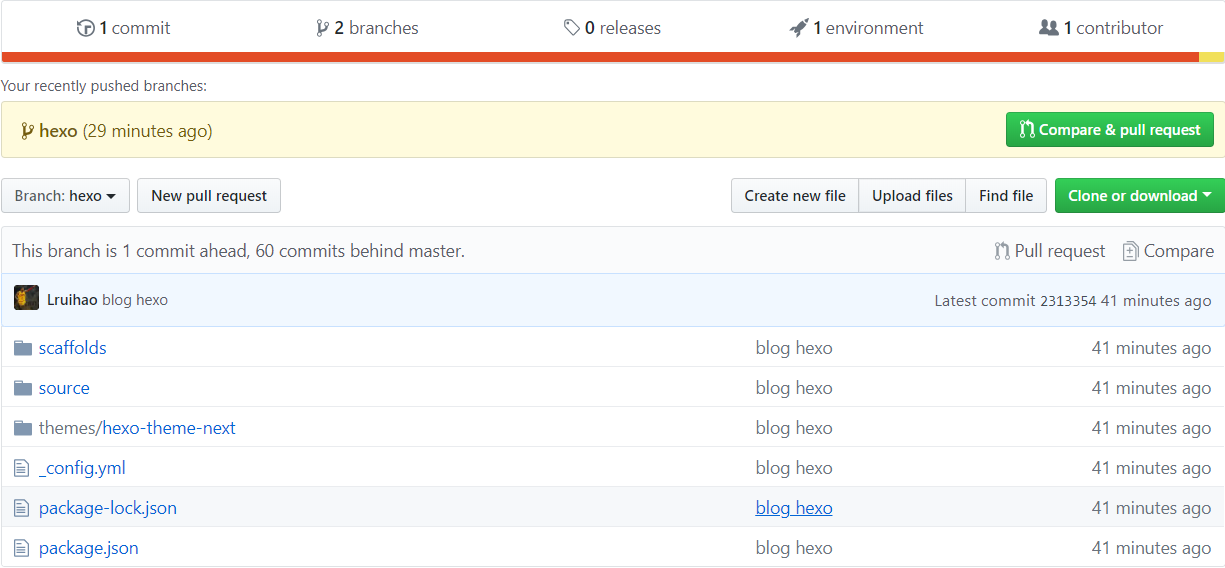 1 commit 2 branches 0 releases 1 environment 1 contributor
Your recently pushed branches:
hexo (29 minutes ago) Compare & pull request
Branch: hexo New pull request Create new file Upload files Find file Clone or download
This branch is 1 commit ahead, 60 commits behind master. Pull request Compare
Lruihao blog hexo Latest commit 2313354 41 minutes ago
scaffolds blog hexo 41 minutes ago
source blog hexo 41 minutes ago
themes/hexo-theme-next blog hexo 41 minutes ago
_config.yml blog hexo 41 minutes ago
package-lock.json blog hexo 41 minutes ago
package.json blog hexo 41 minutes ago